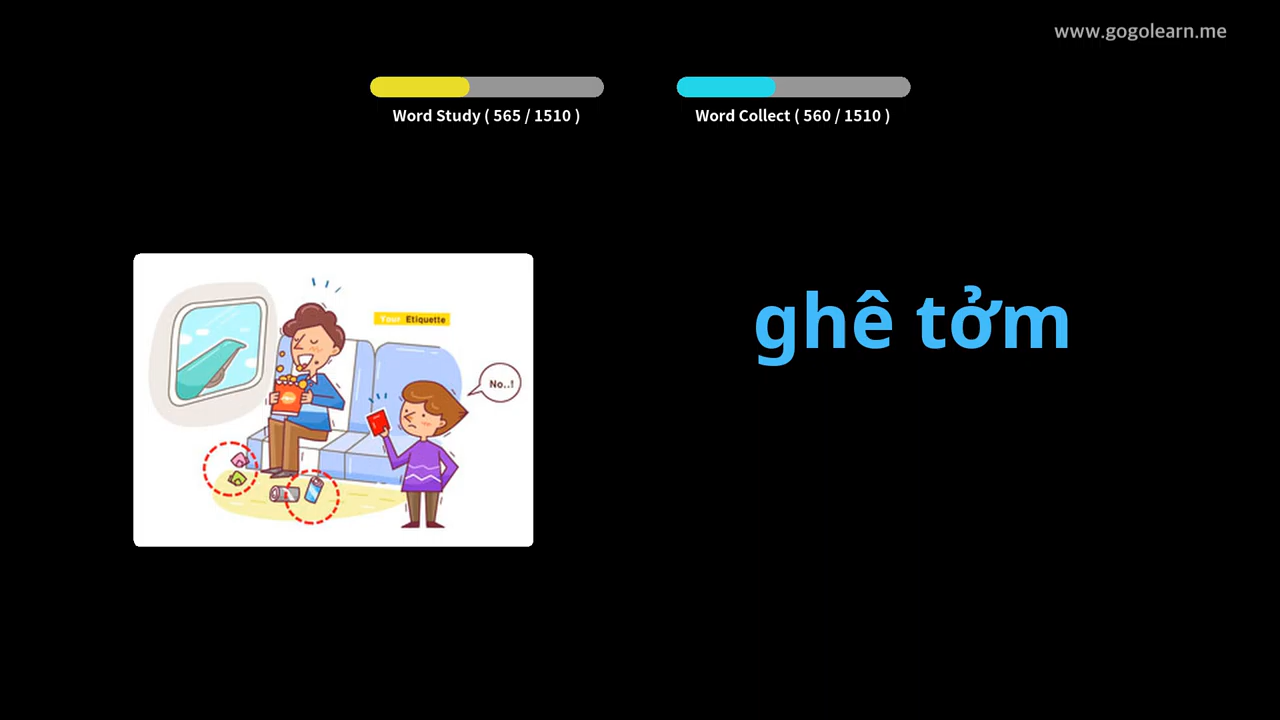 www.gogolearn.me
Word Study ( 565 / 1510 )
Word Collect ( 560 / 1510 )
Your Etiquette
No..!
ghê tởm